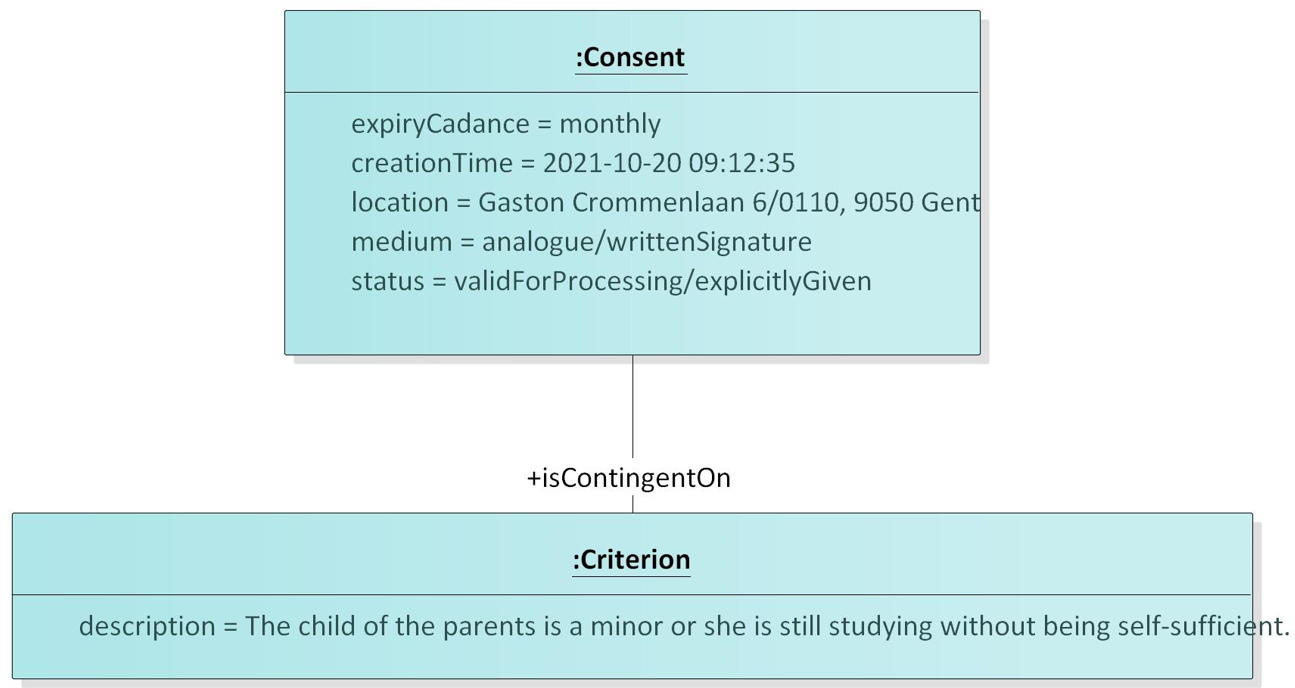 :Consent
expiryCadance = monthly
creationTime = 2021-10-20 09:12:35
location = Gaston Crommenlaan 6/0110, 9050 Gent
medium = analogue/writtenSignature
status = validForProcessing/explicitlyGiven
+isContingentOn
:Criterion
description = The child of the parents is a minor or she is still studying without being self-sufficient.